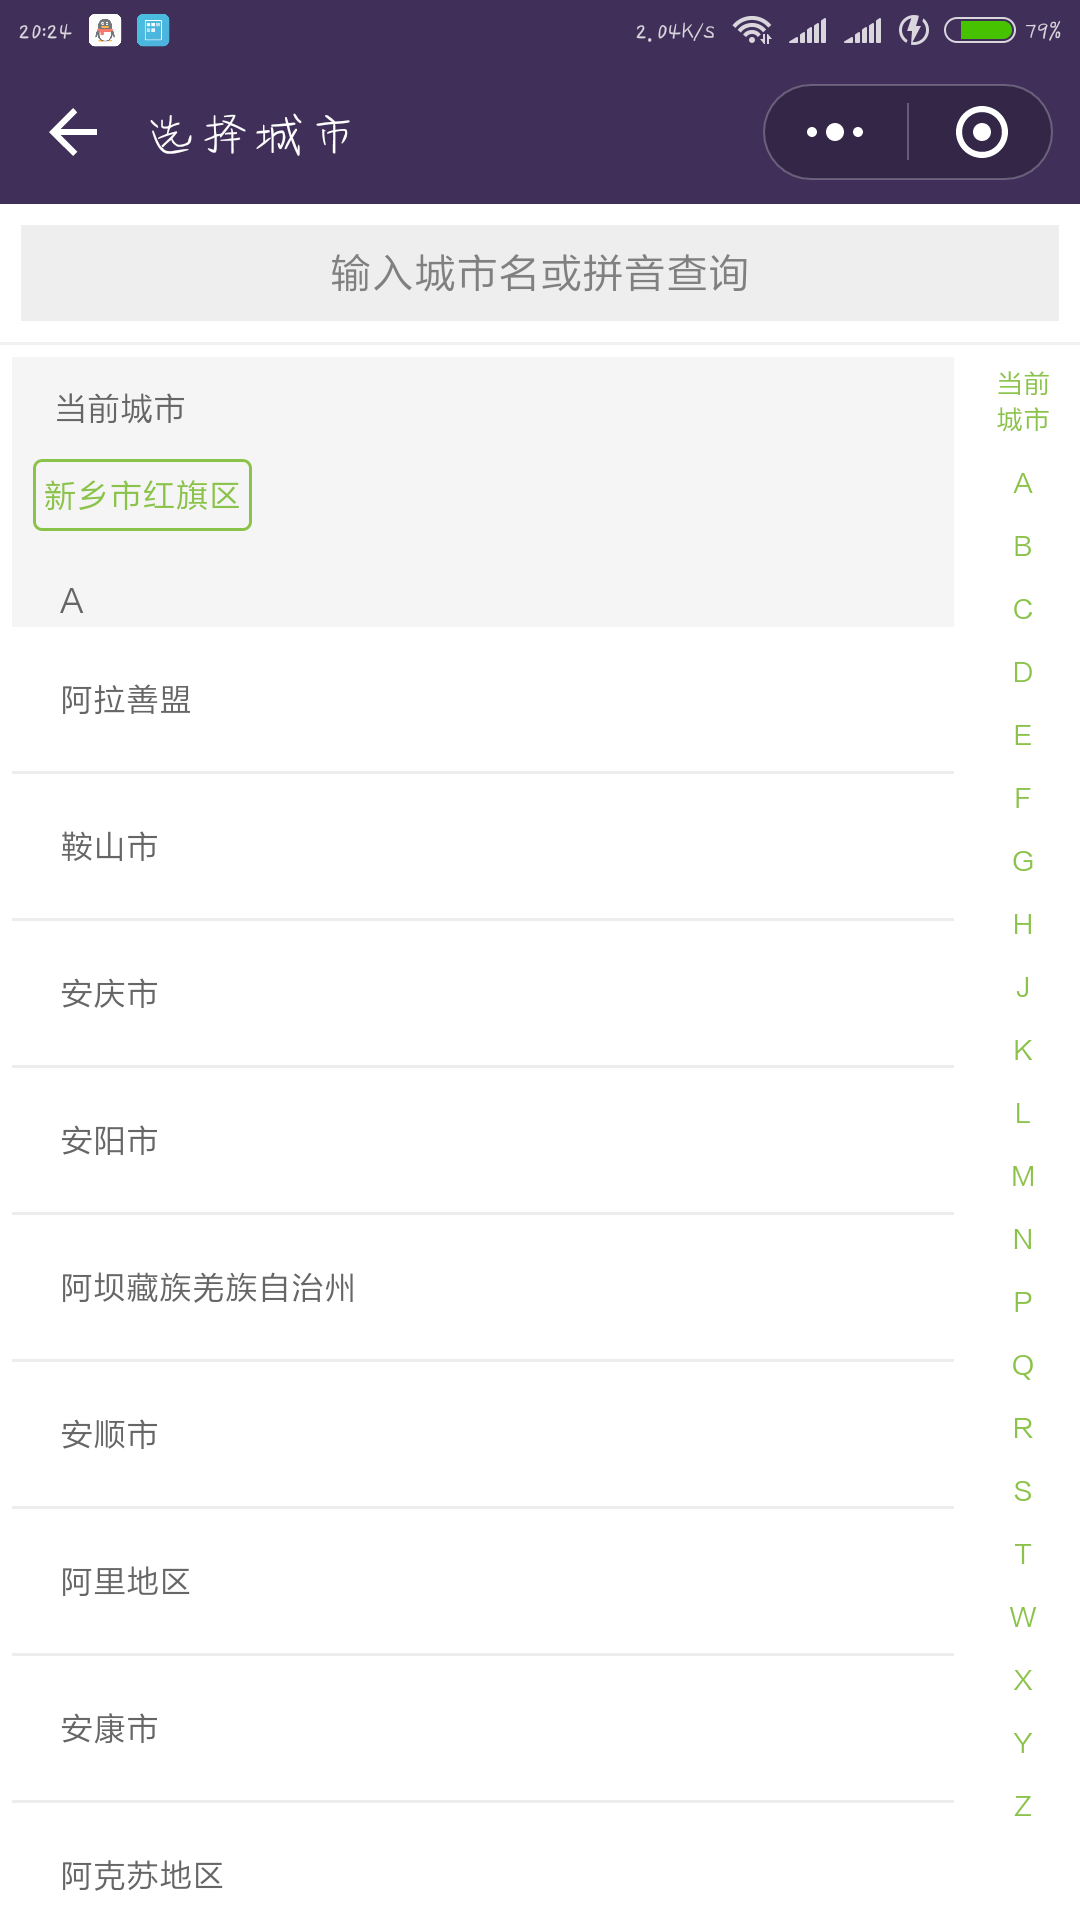 20:24
2.04K/s
79%
选择城市
输入城市名或拼音查询
当前城市
新乡市红旗区
A
阿拉善盟
鞍山市
安庆市
安阳市
阿坝藏族羌族自治州
安顺市
阿里地区
安康市
阿克苏地区
当前
城市
A
B
C
D
E
F
G
H
J
K
L
M
N
P
Q
R
S
T
W
X
Y
Z